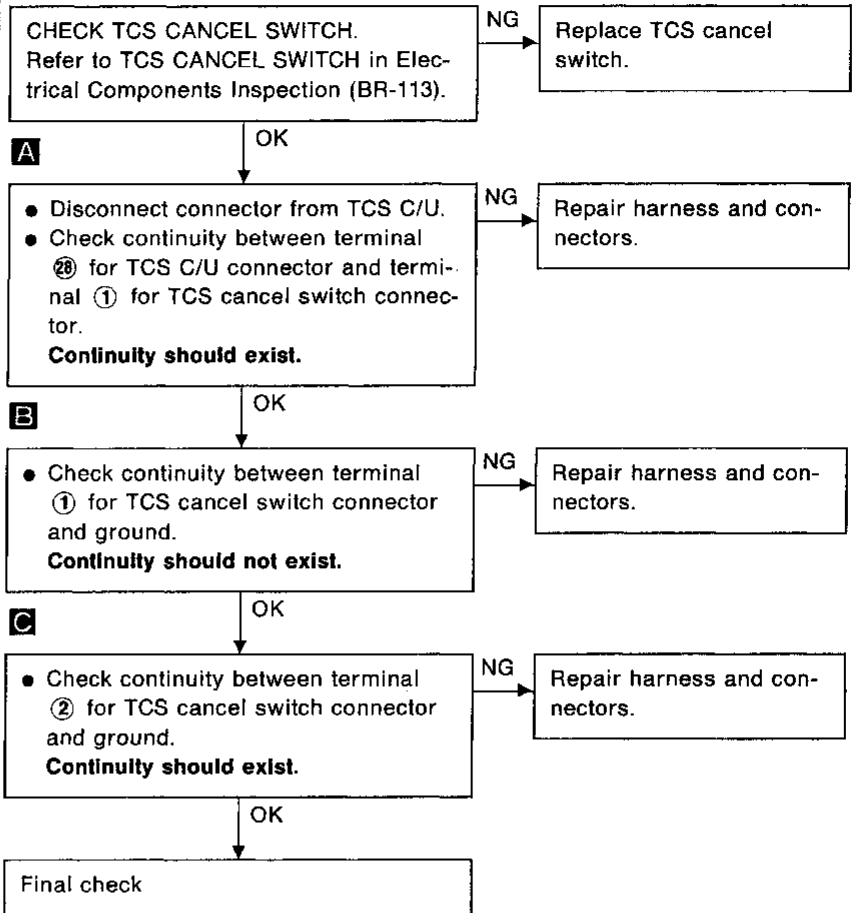 CHECK TCS CANCEL SWITCH.
Refer to TCS CANCEL SWITCH in Elec-
trical Components Inspection (BR-113).
NG
Replace TCS cancel
switch.
OK
A
● Disconnect connector from TCS C/U.
● Check continuity between terminal
㉘ for TCS C/U connector and termi-
nal ① for TCS cancel switch connec-
tor.
Continuity should exist.
NG
Repair harness and con-
nectors.
OK
B
● Check continuity between terminal
① for TCS cancel switch connector
and ground.
Continuity should not exist.
NG
Repair harness and con-
nectors.
OK
C
● Check continuity between terminal
② for TCS cancel switch connector
and ground.
Continuity should exist.
NG
Repair harness and con-
nectors.
OK
Final check